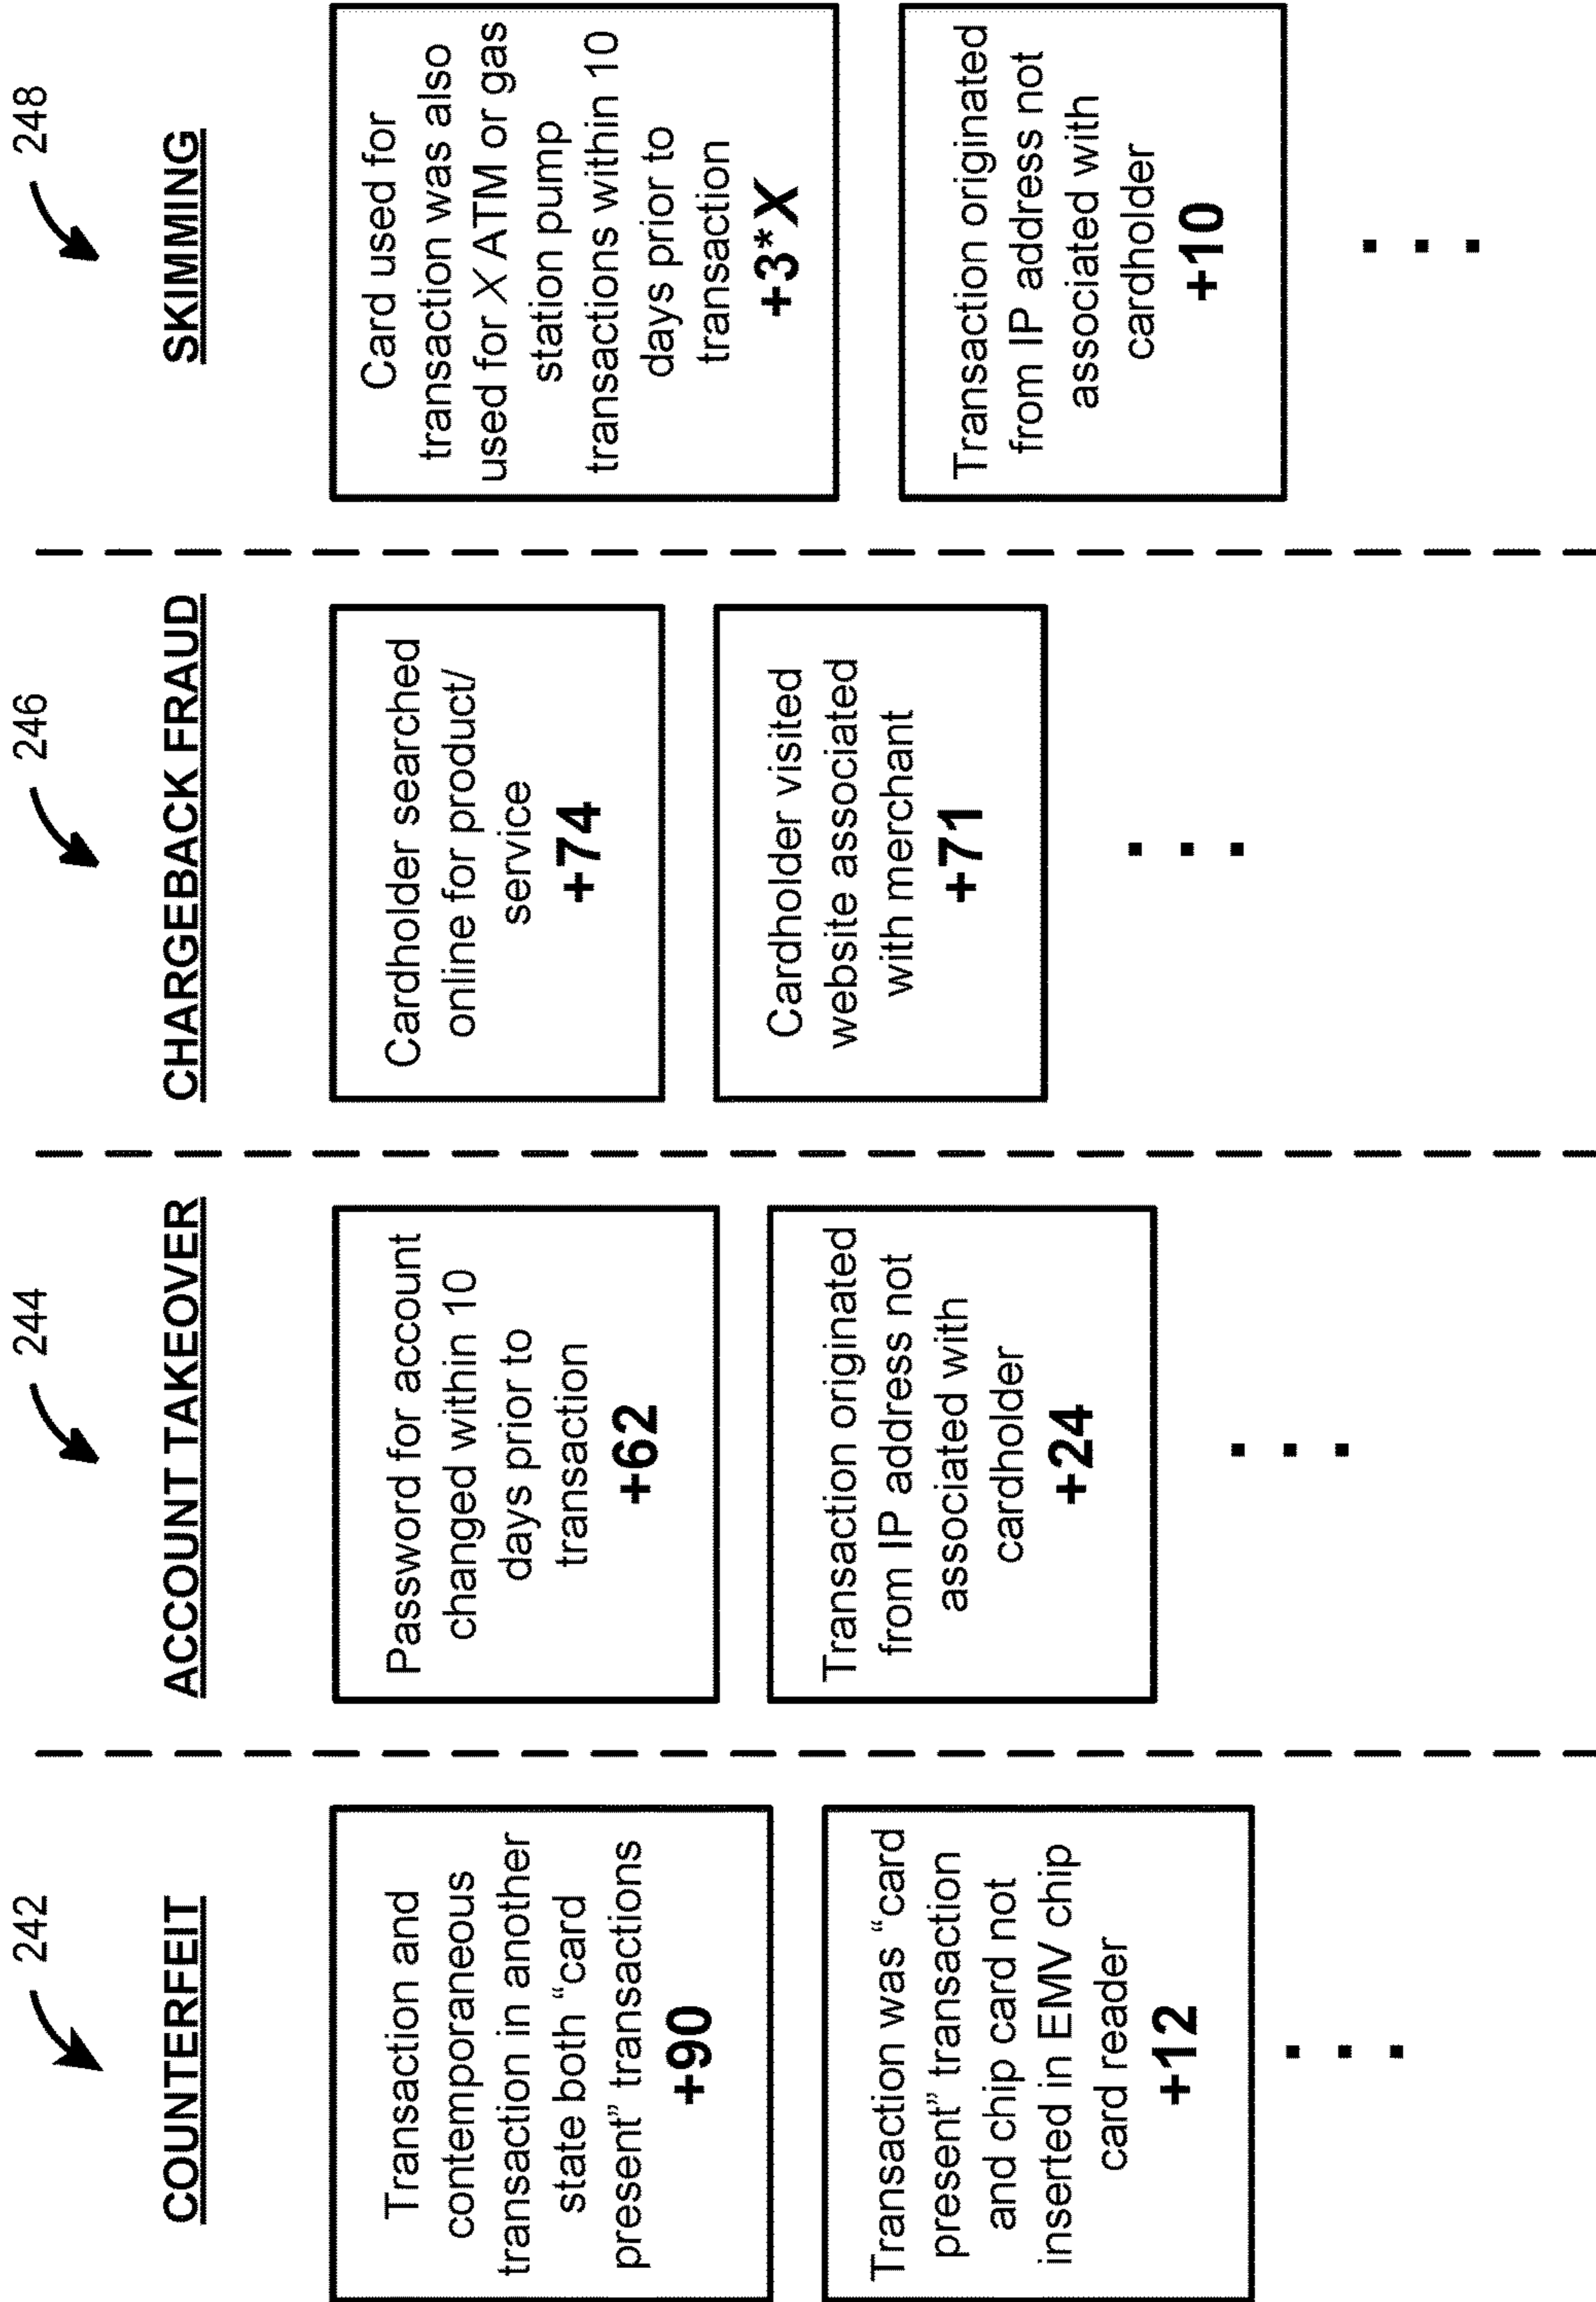 242
COUNTERFEIT
Transaction and
contemporaneous
transaction in another
state both “card
present” transactions
+90
Transaction was “card
present” transaction
and chip card not
inserted in EMV chip
card reader
+12
244
ACCOUNT TAKEOVER
Password for account
changed within 10
days prior to
transaction
+62
Transaction originated
from IP address not
associated with
cardholder
+24
246
CHARGEBACK FRAUD
Cardholder searched
online for product/
service
+74
Cardholder visited
website associated
with merchant
+71
248
SKIMMING
Card used for
transaction was also
used for X ATM or gas
station pump
transactions within 10
days prior to
transaction
+3*X
Transaction originated
from IP address not
associated with
cardholder
+10